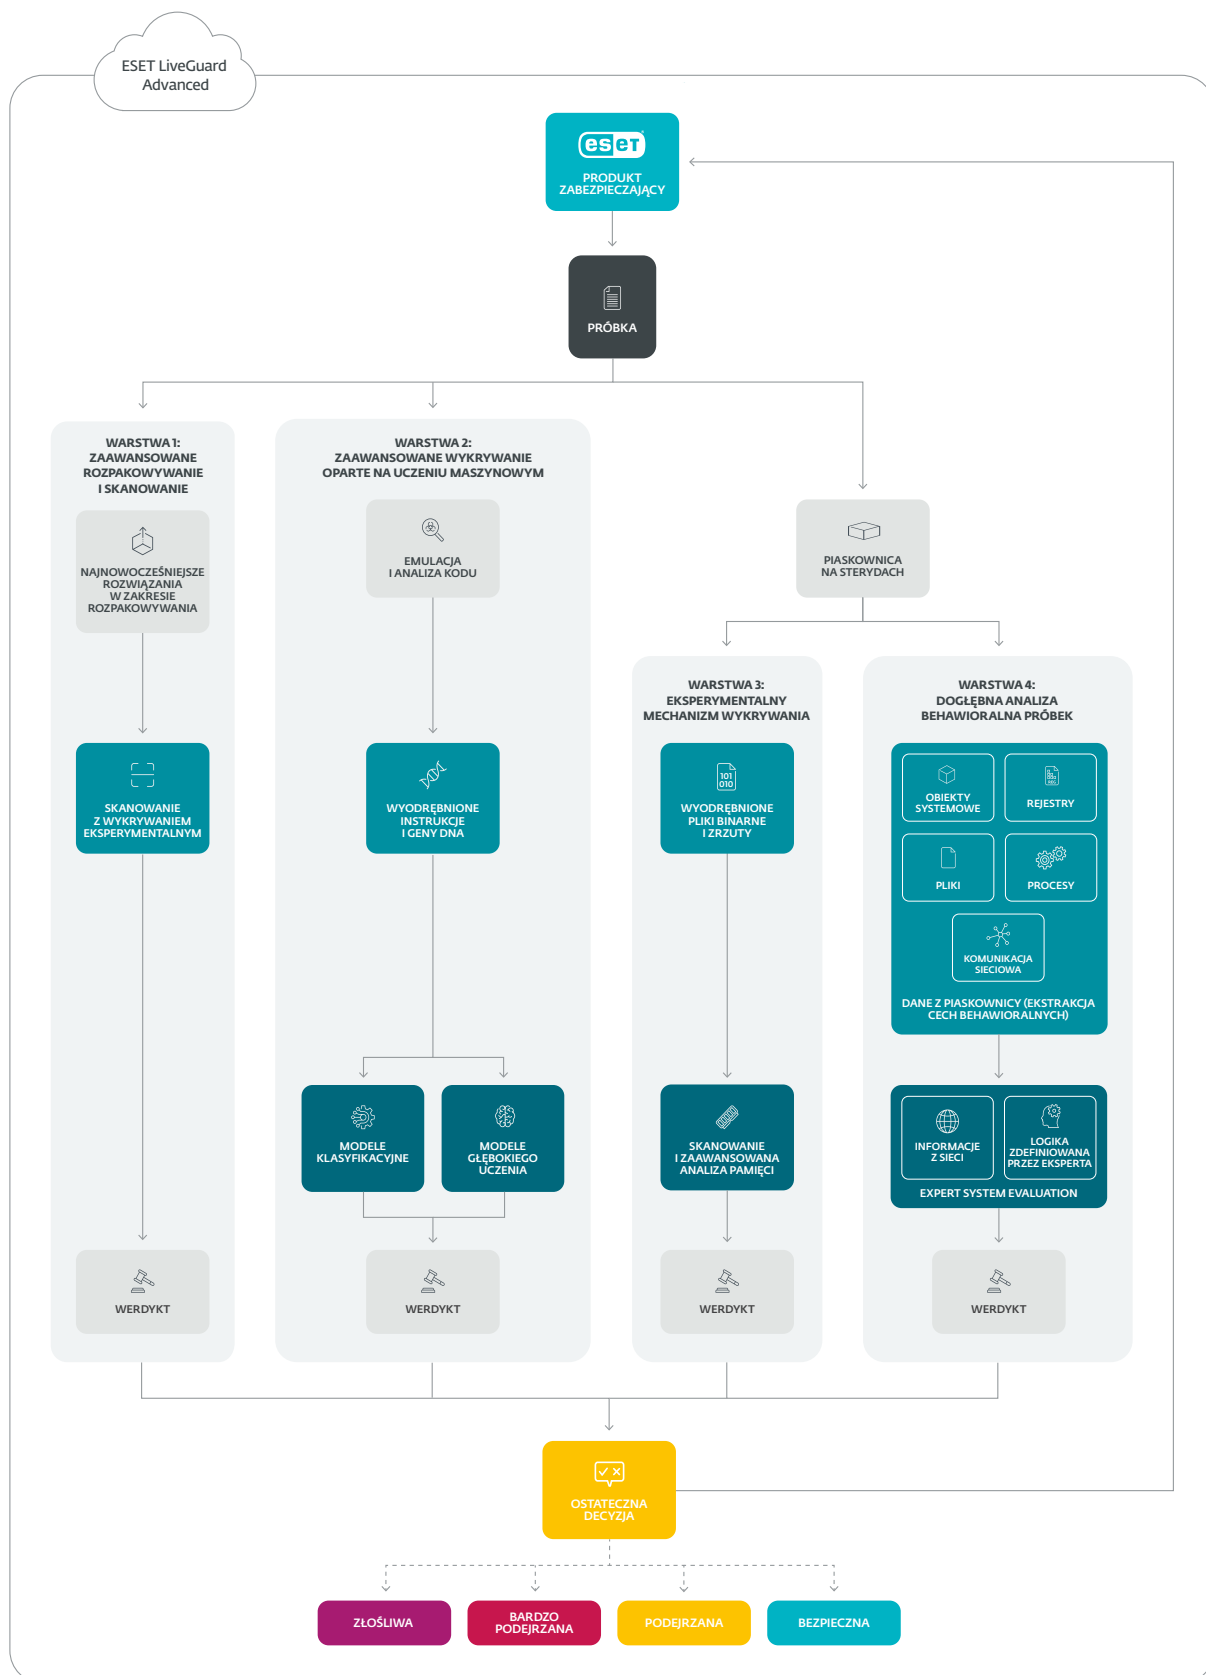 ESET LiveGuard
Advanced
eseT
PRODUKT
ZABEZPIECZAJĄCY
PRÓBKA
WARSTWA 1:
ZAAWANSOWANE
ROZPAKOWYWANIE
I SKANOWANIE
NAJNOWOCZEŚNIEJSZE
ROZWIĄZANIA
W ZAKRESIE
ROZPAKOWYWANIA
SKANOWANIE
Z WYKRYWANIEM
EKSPERYMENTALNYM
WERDYKT
WARSTWA 2:
ZAAWANSOWANE WYKRYWANIE
OPARTE NA UCZENIU MASZYNOWYM
EMULACJA
I ANALIZA KODU
WYODRĘBNIONE
INSTRUKCJE
I GENY DNA
MODELE
KLASYFIKACYJNE
MODELE
GŁĘBOKIEGO
UCZENIA
WERDYKT
PIASKOWNICA
NA STERYDACH
WARSTWA 3:
EKSPERYMENTALNY
MECHANIZM WYKRYWANIA
101
010
WYODRĘBNIONE
PLIKI BINARNE
I ZRZUTY
SKANOWANIE
I ZAAWANSOWANA
ANALIZA PAMIĘCI
WERDYKT
WARSTWA 4:
DOGŁĘBNA ANALIZA
BEHAWIORALNA PRÓBEK
OBIEKTY
SYSTEMOWE
REJESTRY
PLIKI
PROCESY
KOMUNIKACJA
SIECIOWA
DANE Z PIASKOWNICY (EKSTRAKCJA
CECH BEHAWIORALNYCH)
INFORMACJE
Z SIECI
LOGIKA
ZDEFINIOWANA
PRZEZ EKSPERTA
EXPERT SYSTEM EVALUATION
WERDYKT
OSTATECZNA
DECYZJA
ZŁOŚLIWA
BARDZO
PODEJRZANA
PODEJRZANA
BEZPIECZNA